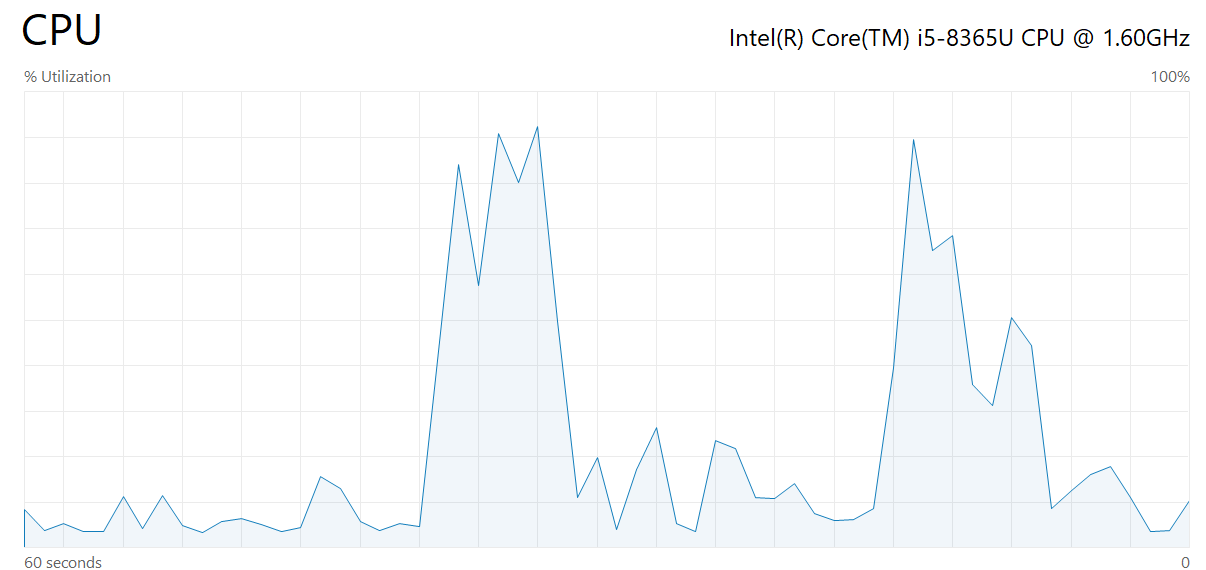 CPU
Intel(R) Core(TM) i5-8365U CPU @ 1.60GHz
% Utilization
100%
60 seconds
0